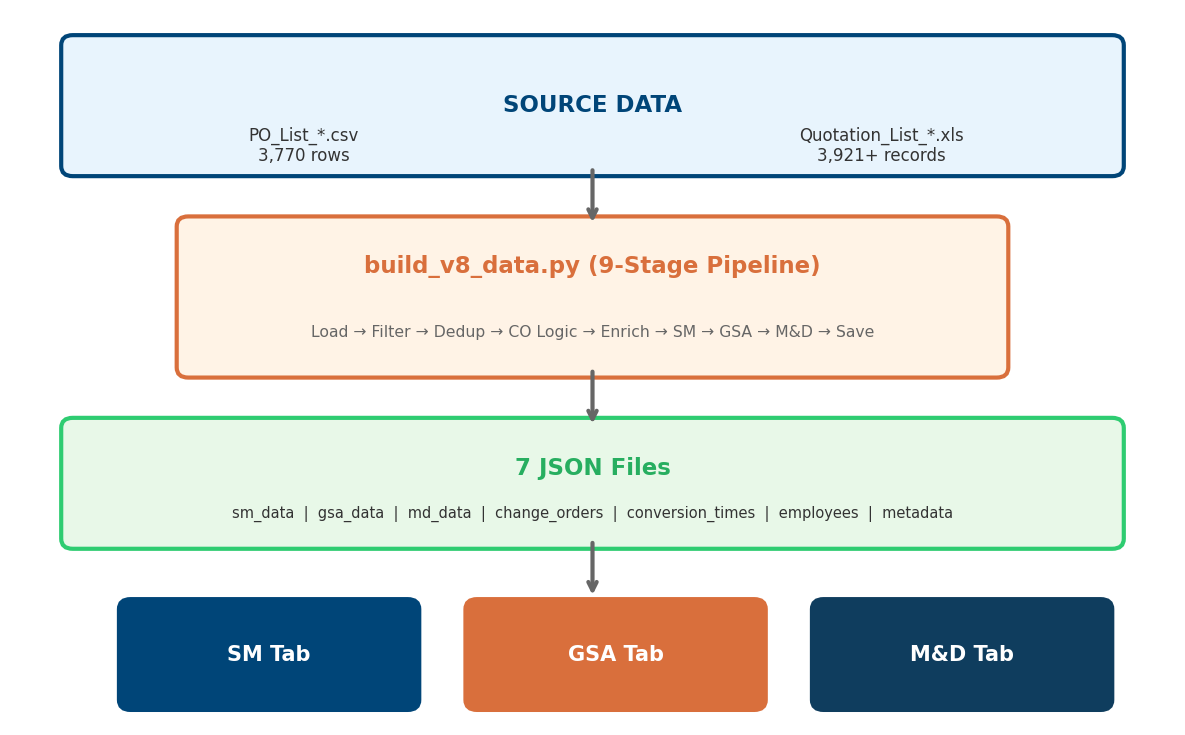 SOURCE DATA
PO_List_*.csv
3,770 rows
Quotation_List_*.xls
3,921+ records
build_v8_data.py (9-Stage Pipeline)
Load → Filter → Dedup → CO Logic → Enrich → SM → GSA → M&D → Save
7 JSON Files
sm_data | gsa_data | md_data | change_orders | conversion_times | employees | metadata
SM Tab
GSA Tab
M&D Tab